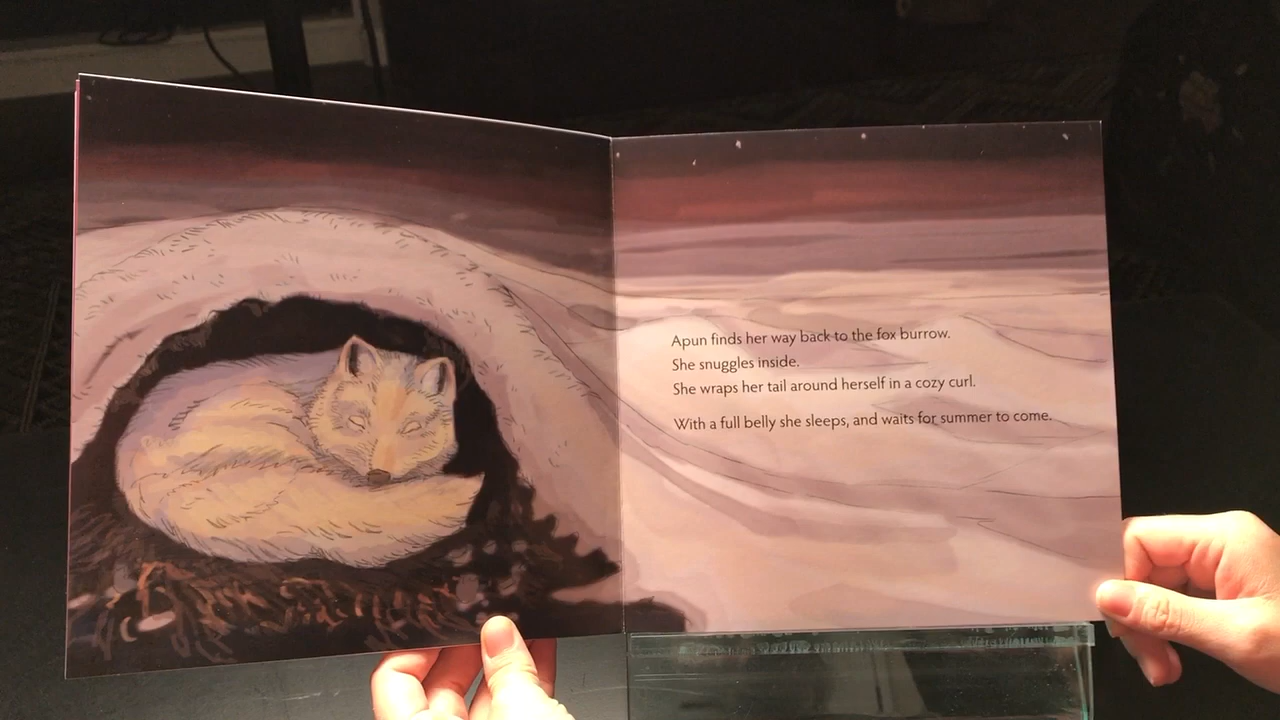 Apun finds her way back to the fox burrow.
She snuggles inside.
She wraps her tail around herself in a cozy curl.
With a full belly she sleeps, and waits for summer to come.